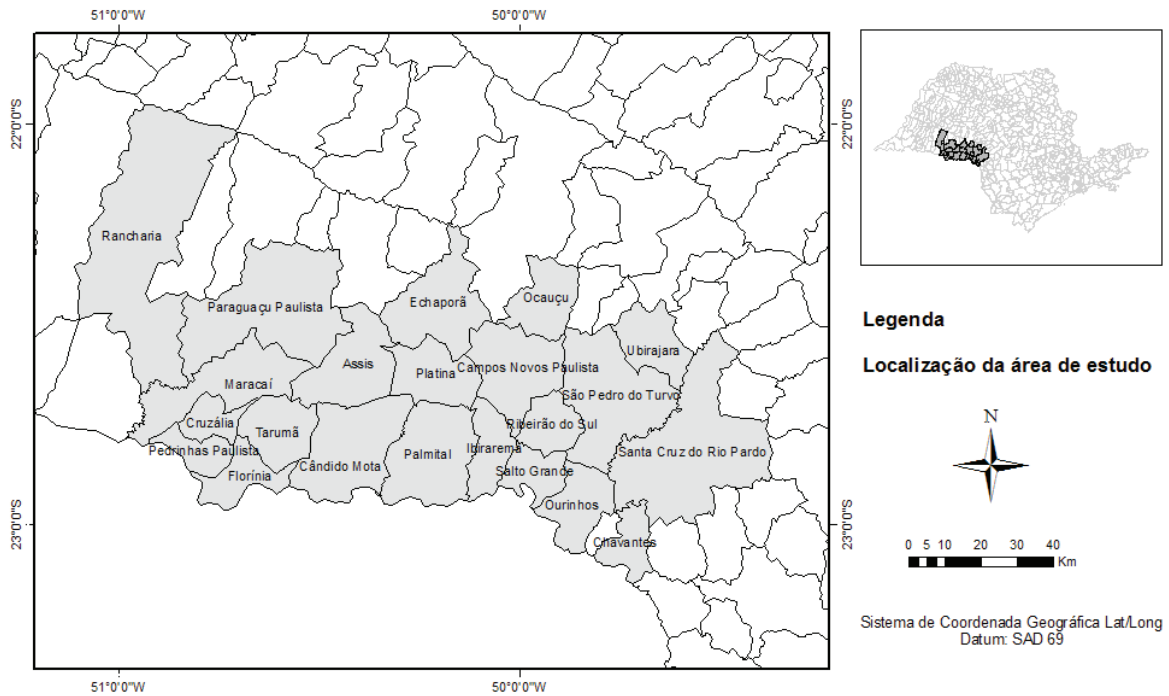 51°0'0"W
50°0'0"W
22°0'0"S
22°0'0"S
Rancharia
Ocauçu
Echaporã
Paraguaçu Paulista
Ubirajara
Assis
Platina
Campos Novos Paulista
Maracaí
São Pedro do Turvo
Cruzália
Ribeirão do Sul
Tarumã
Ibirarema
Pedrinhas Paulista
Santa Cruz do Rio Pardo
Palmital
Cândido Mota
Salto Grande
Florínia
Ourinhos
Chavantes
23°0'0"S
23°0'0"S
51°0'0"W
50°0'0"W
Legenda
Localização da área de estudo
N
0 5 10 20 30 40
Km
Sistema de Coordenada Geográfica Lat/Long
Datum: SAD 69